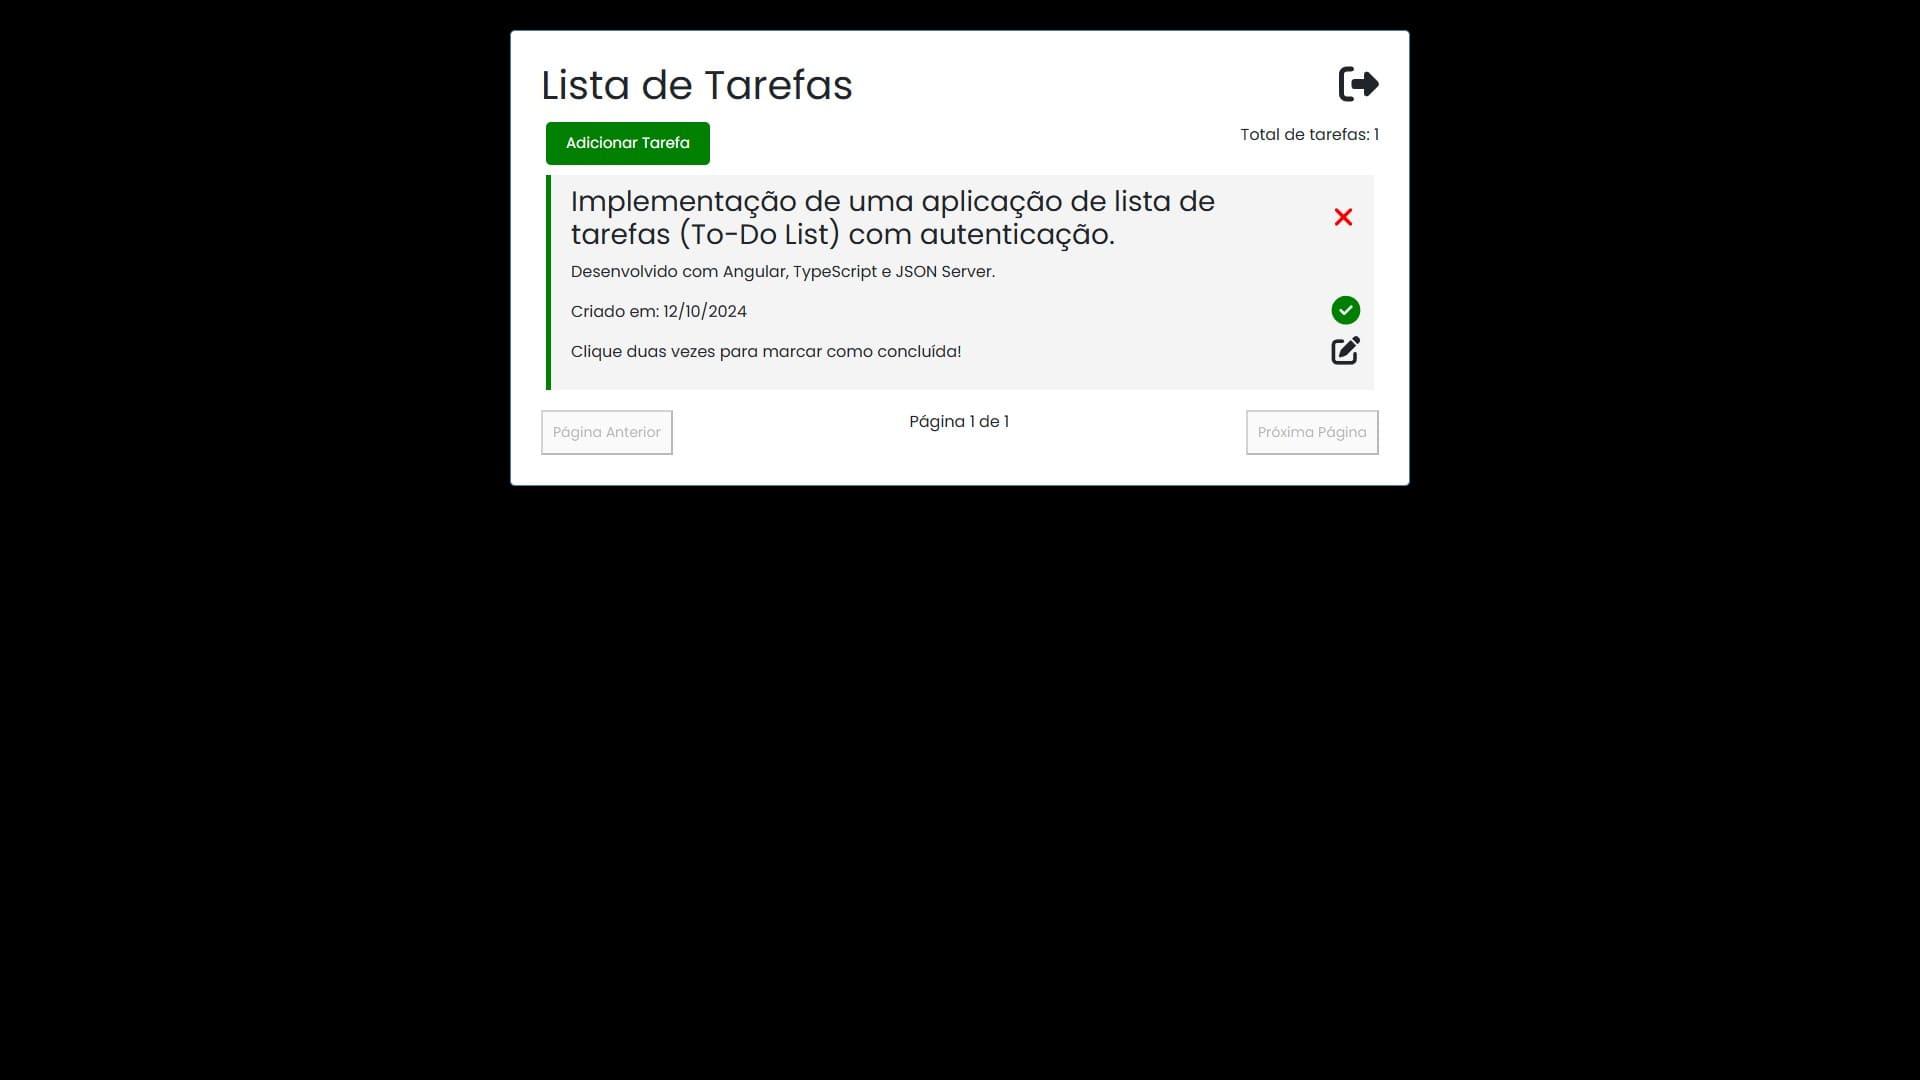 Lista de Tarefas
Adicionar Tarefa
Total de tarefas: 1
Implementação de uma aplicação de lista de
tarefas (To-Do List) com autenticação.
Desenvolvido com Angular, TypeScript e JSON Server.
Criado em: 12/10/2024
Clique duas vezes para marcar como concluída!
Página Anterior
Página 1 de 1
Próxima Página